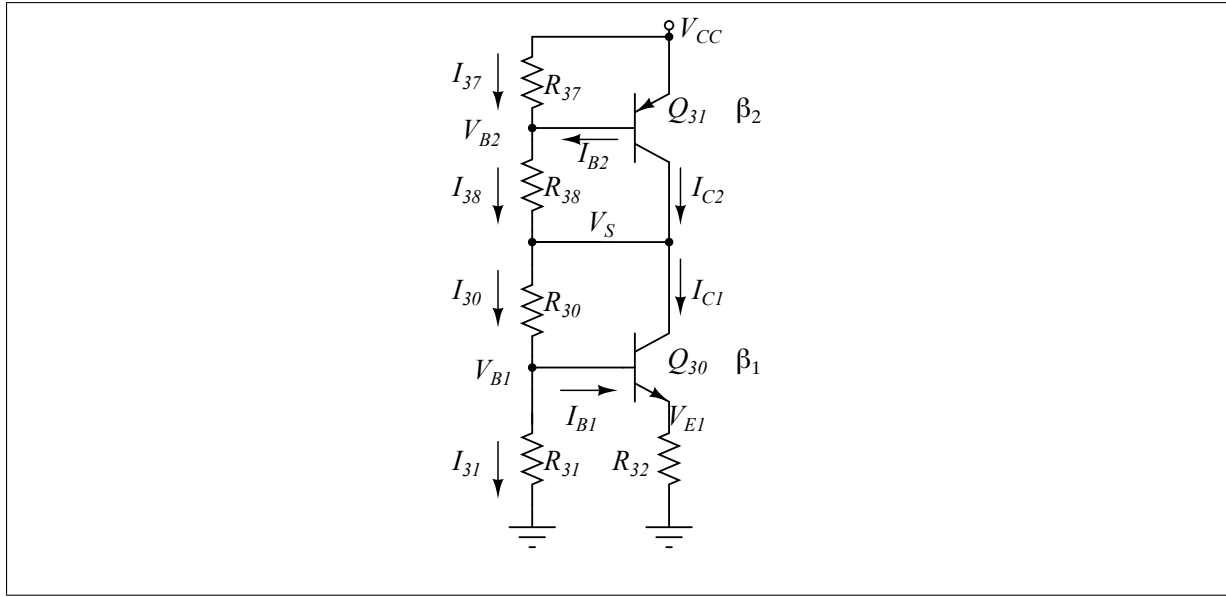 V_CC
I_37
R_37
Q_31 β_2
V_B2
I_B2
I_38
R_38
I_C2
V_S
I_30
R_30
I_C1
Q_30 β_1
V_B1
I_B1
V_E1
I_31
R_31
R_32